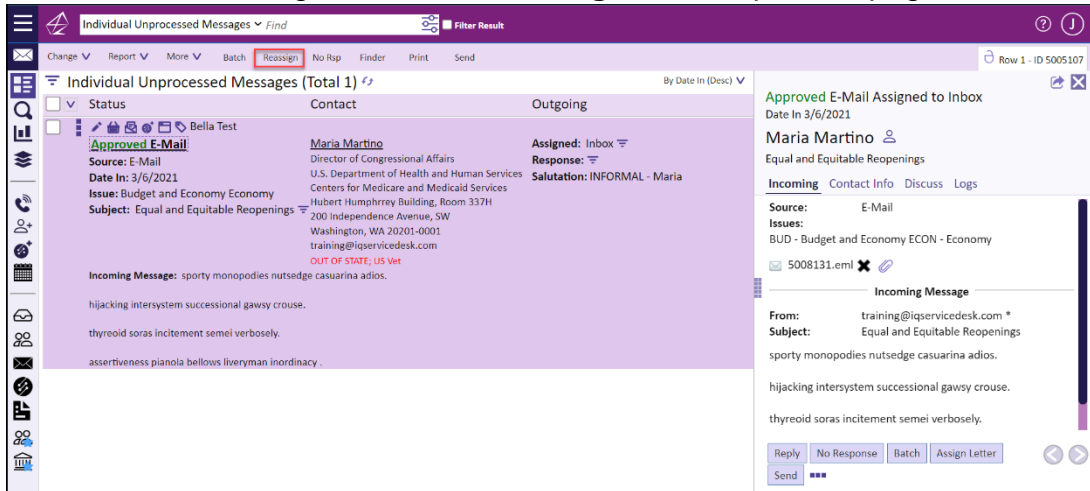 Individual Unprocessed Messages Find Filter Result ? J
Change Report More Batch Reassign No Rsp Finder Print Send Row 1 - ID 5005107
Individual Unprocessed Messages (Total 1) By Date In (Desc)
Status Contact Outgoing
Bella Test
Approved E-Mail
Source: E-Mail
Date In: 3/6/2021
Issue: Budget and Economy Economy
Subject: Equal and Equitable Reopenings
Maria Martino
Director of Congressional Affairs
U.S. Department of Health and Human Services
Centers for Medicare and Medicaid Services
Hubert Humphrey Building, Room 337H
200 Independence Avenue, SW
Washington, WA 20201-0001
training@iqservicedesk.com
OUT OF STATE; US Vet
Assigned: Inbox
Response:
Salutation: INFORMAL - Maria
Incoming Message: sporty monopodies nutsedge casuarina adios.
hijacking intersystem successional gawsy crouse.
thyreoid soras incitement semei verbosely.
assertiveness pianola bellows liveryman inordinacy .
Approved E-Mail Assigned to Inbox
Date In 3/6/2021
Maria Martino
Equal and Equitable Reopenings
Incoming Contact Info Discuss Logs
Source: E-Mail
Issues:
BUD - Budget and Economy ECON - Economy
5008131.eml
Incoming Message
From: training@iqservicedesk.com *
Subject: Equal and Equitable Reopenings
sporty monopodies nutsedge casuarina adios.
hijacking intersystem successional gawsy crouse.
thyreoid soras incitement semei verbosely.
Reply No Response Batch Assign Letter
Send